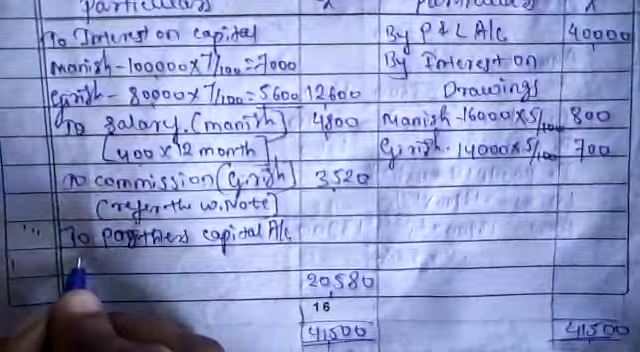 Particulars ₹ Particulars ₹
To Interest on capital By P & L A/c 40000
Manish - 100000 x 7/100 = 7000 By Interest on
Girish - 80000 x 7/100 = 5600 12600 Drawings
To Salary. (Manish) 4800 Manish - 16000 x 5/100 800
[400 x 12 month] Girish - 14000 x 5/100 700
To commission (Girish) 3520
(refer the W. Note)
To Partners capital A/c
20,580
16
41500 41500